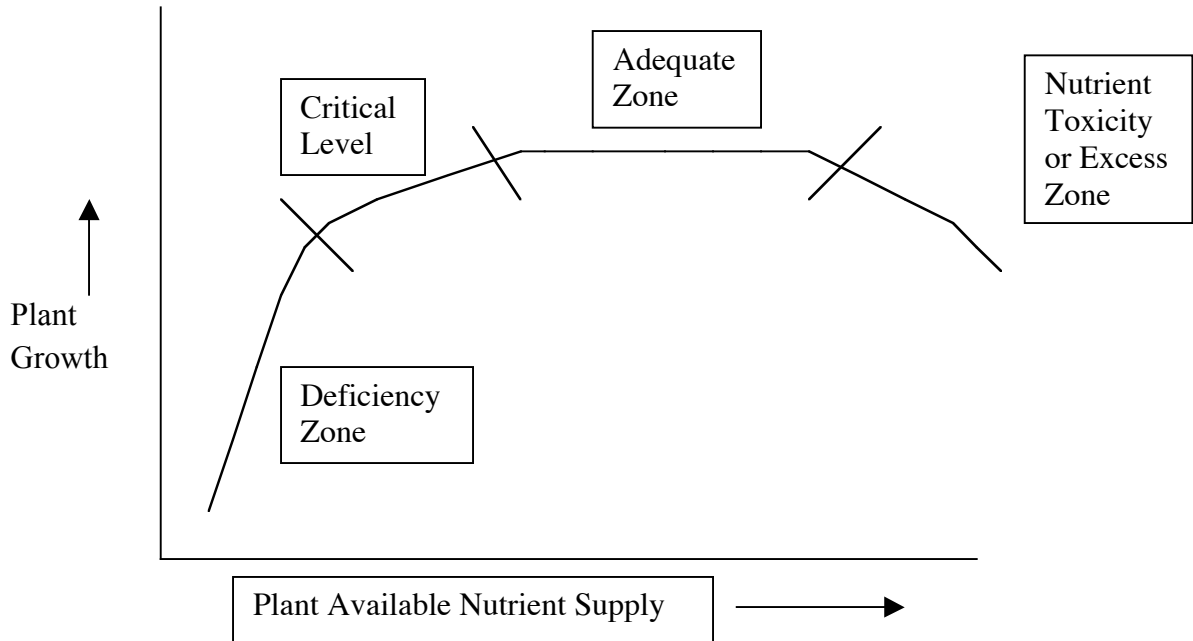 Adequate
Zone
Nutrient
Toxicity
or Excess
Zone
Critical
Level
Plant
Growth
Deficiency
Zone
Plant Available Nutrient Supply